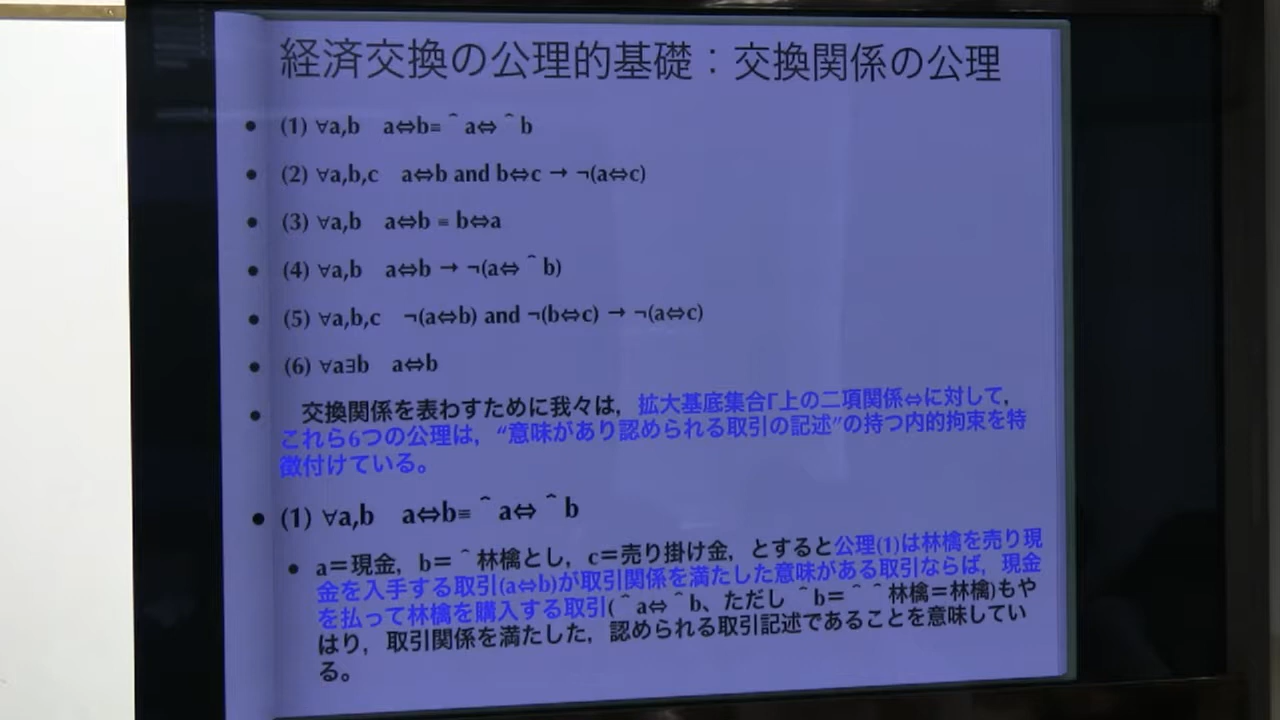 経済交換の公理的基礎：交換関係の公理
• (1) ∀a,b　a⇔b≡＾a⇔＾b
• (2) ∀a,b,c　a⇔b and b⇔c → ¬(a⇔c)
• (3) ∀a,b　a⇔b ≡ b⇔a
• (4) ∀a,b　a⇔b → ¬(a⇔＾b)
• (5) ∀a,b,c　¬(a⇔b) and ¬(b⇔c) → ¬(a⇔c)
• (6) ∀a∃b　a⇔b
• 交換関係を表わすために我々は，拡大基底集合Γ上の二項関係⇔に対して，
これら6つの公理は，“意味があり認められる取引の記述”の持つ内的拘束を特
徴付けている。
• (1) ∀a,b　a⇔b≡＾a⇔＾b
• a＝現金，b＝＾林檎とし，c＝売り掛け金，とすると公理(1)は林檎を売り現
金を入手する取引(a⇔b)が取引関係を満たした意味がある取引ならば，現金
を払って林檎を購入する取引(＾a⇔＾b、ただし＾b＝＾＾林檎＝林檎)もや
はり，取引関係を満たした，認められる取引記述であることを意味してい
る。